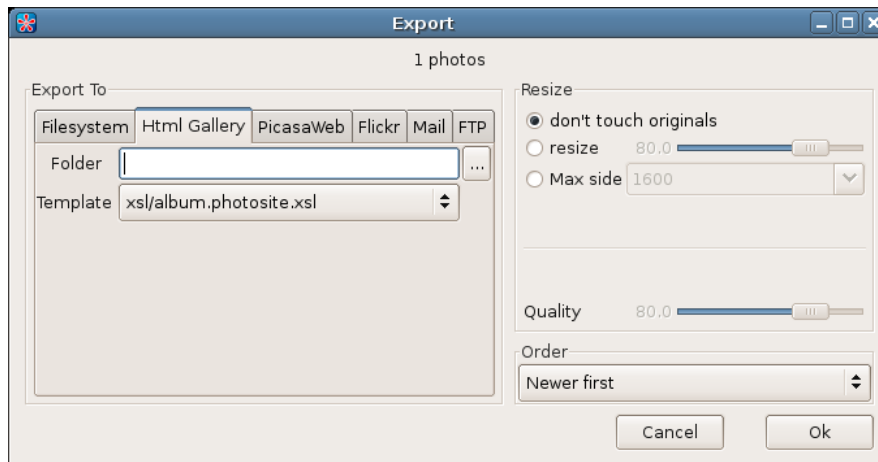 Export
1 photos
Export To
Filesystem Html Gallery PicasaWeb Flickr Mail FTP
Folder ...
Template xsl/album.photosite.xsl
Resize
don't touch originals
resize 80.0
Max side 1600
Quality 80.0
Order
Newer first
Cancel Ok